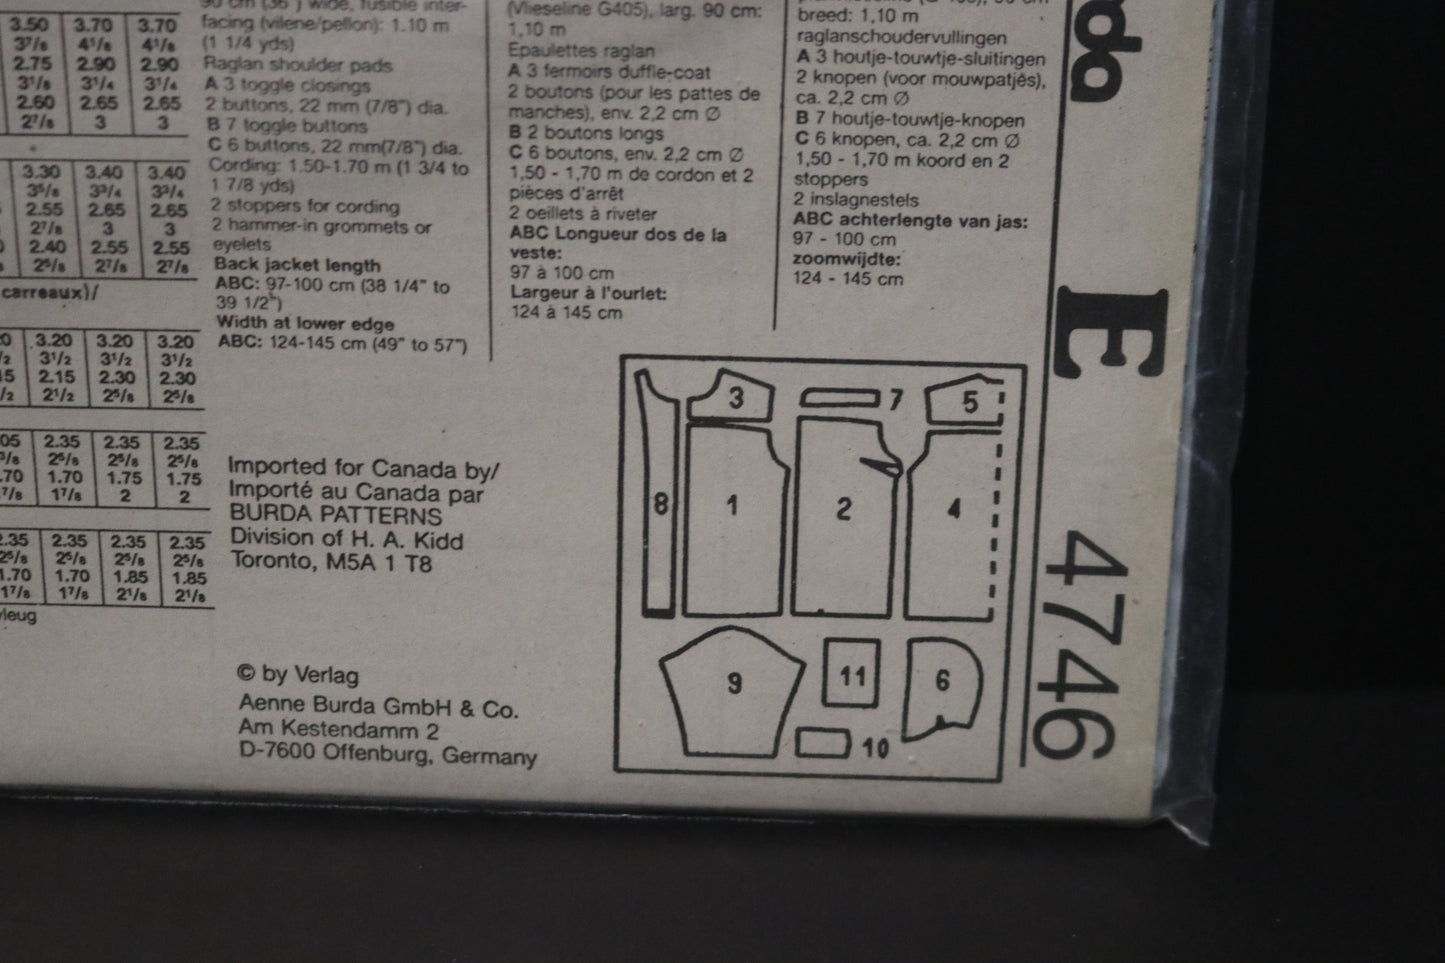 3.50 3.70 3.70
3⁷/₈ 4¹/₈ 4¹/₈
2.75 2.90 2.90
3¹/₈ 3¹/₄ 3¹/₄
2.60 2.65 2.65
2⁷/₈ 3 3
3.30 3.40 3.40
3⁵/₈ 3³/₄ 3³/₄
2.55 2.65 2.65
2⁷/₈ 3 3
2.40 2.55 2.55
2⁵/₈ 2⁷/₈ 2⁷/₈
carreaux)/
3.20 3.20 3.20
3¹/₂ 3¹/₂ 3¹/₂
2.15 2.30 2.30
2¹/₂ 2⁵/₈ 2⁵/₈
2.35 2.35 2.35
2⁵/₈ 2⁵/₈ 2⁵/₈
1.70 1.75 1.75
1⁷/₈ 2 2
2.35 2.35 2.35 2.35
2⁵/₈ 2⁵/₈ 2⁵/₈ 2⁵/₈
1.70 1.70 1.85 1.85
1⁷/₈ 1⁷/₈ 2¹/₈ 2¹/₈
90 cm (36") wide, fusible inter-
facing (vilene/pellon): 1.10 m
(1 1/4 yds)
Raglan shoulder pads
A 3 toggle closings
2 buttons, 22 mm (7/8") dia.
B 7 toggle buttons
C 6 buttons, 22 mm(7/8") dia.
Cording: 1.50-1.70 m (1 3/4 to
1 7/8 yds)
2 stoppers for cording
2 hammer-in grommets or
eyelets
Back jacket length
ABC: 97-100 cm (38 1/4" to
39 1/2")
Width at lower edge
ABC: 124-145 cm (49" to 57")
(Vlieseline G405), larg. 90 cm:
1,10 m
Epaulettes raglan
A 3 fermoirs duffle-coat
2 boutons (pour les pattes de
manches), env. 2,2 cm ∅
B 2 boutons longs
C 6 boutons, env. 2,2 cm ∅
1,50 - 1,70 m de cordon et 2
pièces d'arrêt
2 oeillets à riveter
ABC Longueur dos de la
veste:
97 à 100 cm
Largeur à l'ourlet:
124 à 145 cm
breed: 1,10 m
raglanschoudervullingen
A 3 houtje-touwtje-sluitingen
2 knopen (voor mouwpatjes),
ca. 2,2 cm ∅
B 7 houtje-touwtje-knopen
C 6 knopen, ca. 2,2 cm ∅
1,50 - 1,70 m koord en 2
stoppers
2 inslagnestels
ABC achterlengte van jas:
97 - 100 cm
zoomwijdte:
124 - 145 cm
Imported for Canada by/
Importé au Canada par
BURDA PATTERNS
Division of H. A. Kidd
Toronto, M5A 1 T8
© by Verlag
Aenne Burda GmbH & Co.
Am Kestendamm 2
D-7600 Offenburg, Germany
3 7 5
8 1 2 4
9 11 6
10
E 4746